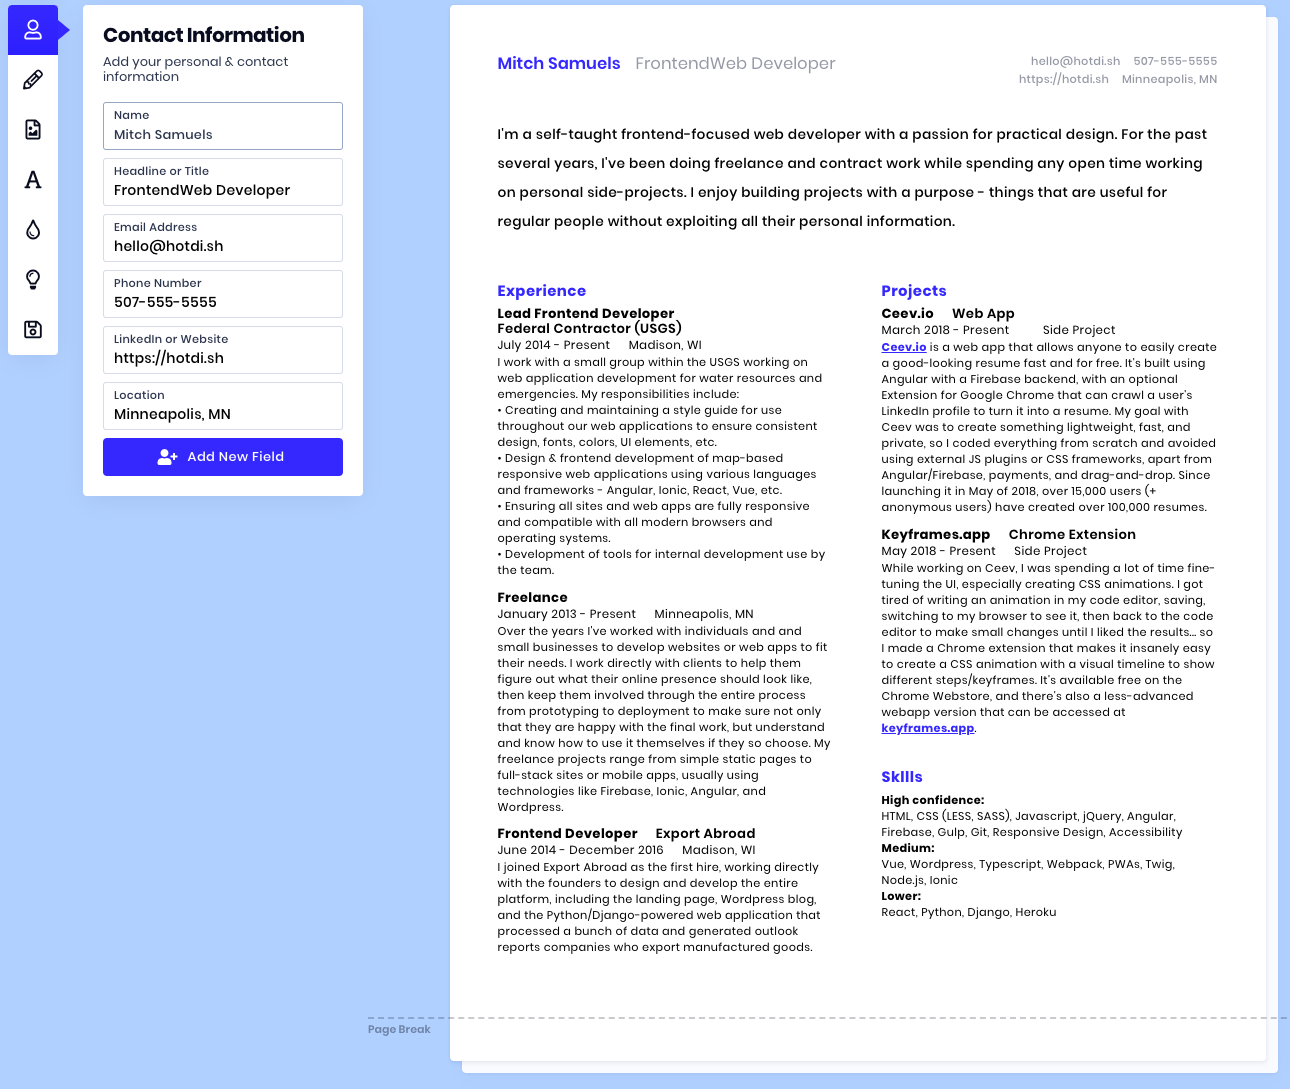 Contact Information
Add your personal & contact
information
Name
Mitch Samuels
Headline or Title
FrontendWeb Developer
Email Address
hello@hotdi.sh
Phone Number
507-555-5555
LinkedIn or Website
https://hotdi.sh
Location
Minneapolis, MN
Add New Field
Mitch Samuels FrontendWeb Developer
hello@hotdi.sh 507-555-5555
https://hotdi.sh Minneapolis, MN
I'm a self-taught frontend-focused web developer with a passion for practical design. For the past
several years, I've been doing freelance and contract work while spending any open time working
on personal side-projects. I enjoy building projects with a purpose - things that are useful for
regular people without exploiting all their personal information.
Experience
Lead Frontend Developer
Federal Contractor (USGS)
July 2014 - Present Madison, WI
I work with a small group within the USGS working on
web application development for water resources and
emergencies. My responsibilities include:
• Creating and maintaining a style guide for use
throughout our web applications to ensure consistent
design, fonts, colors, UI elements, etc.
• Design & frontend development of map-based
responsive web applications using various languages
and frameworks - Angular, Ionic, React, Vue, etc.
• Ensuring all sites and web apps are fully responsive
and compatible with all modern browsers and
operating systems.
• Development of tools for internal development use by
the team.
Freelance
January 2013 - Present Minneapolis, MN
Over the years I've worked with individuals and and
small businesses to develop websites or web apps to fit
their needs. I work directly with clients to help them
figure out what their online presence should look like,
then keep them involved through the entire process
from prototyping to deployment to make sure not only
that they are happy with the final work, but understand
and know how to use it themselves if they so choose. My
freelance projects range from simple static pages to
full-stack sites or mobile apps, usually using
technologies like Firebase, Ionic, Angular, and
Wordpress.
Frontend Developer Export Abroad
June 2014 - December 2016 Madison, WI
I joined Export Abroad as the first hire, working directly
with the founders to design and develop the entire
platform, including the landing page, Wordpress blog,
and the Python/Django-powered web application that
processed a bunch of data and generated outlook
reports companies who export manufactured goods.
Projects
Ceev.io Web App
March 2018 - Present Side Project
Ceev.io is a web app that allows anyone to easily create
a good-looking resume fast and for free. It's built using
Angular with a Firebase backend, with an optional
Extension for Google Chrome that can crawl a user's
LinkedIn profile to turn it into a resume. My goal with
Ceev was to create something lightweight, fast, and
private, so I coded everything from scratch and avoided
using external JS plugins or CSS frameworks, apart from
Angular/Firebase, payments, and drag-and-drop. Since
launching it in May of 2018, over 15,000 users (+
anonymous users) have created over 100,000 resumes.
Keyframes.app Chrome Extension
May 2018 - Present Side Project
While working on Ceev, I was spending a lot of time fine-
tuning the UI, especially creating CSS animations. I got
tired of writing an animation in my code editor, saving,
switching to my browser to see it, then back to the code
editor to make small changes until I liked the results... so
I made a Chrome extension that makes it insanely easy
to create a CSS animation with a visual timeline to show
different steps/keyframes. It's available free on the
Chrome Webstore, and there's also a less-advanced
webapp version that can be accessed at
keyframes.app.
Skllls
High confidence:
HTML, CSS (LESS, SASS), Javascript, jQuery, Angular,
Firebase, Gulp, Git, Responsive Design, Accessibility
Medium:
Vue, Wordpress, Typescript, Webpack, PWAs, Twig,
Node.js, Ionic
Lower:
React, Python, Django, Heroku
Page Break